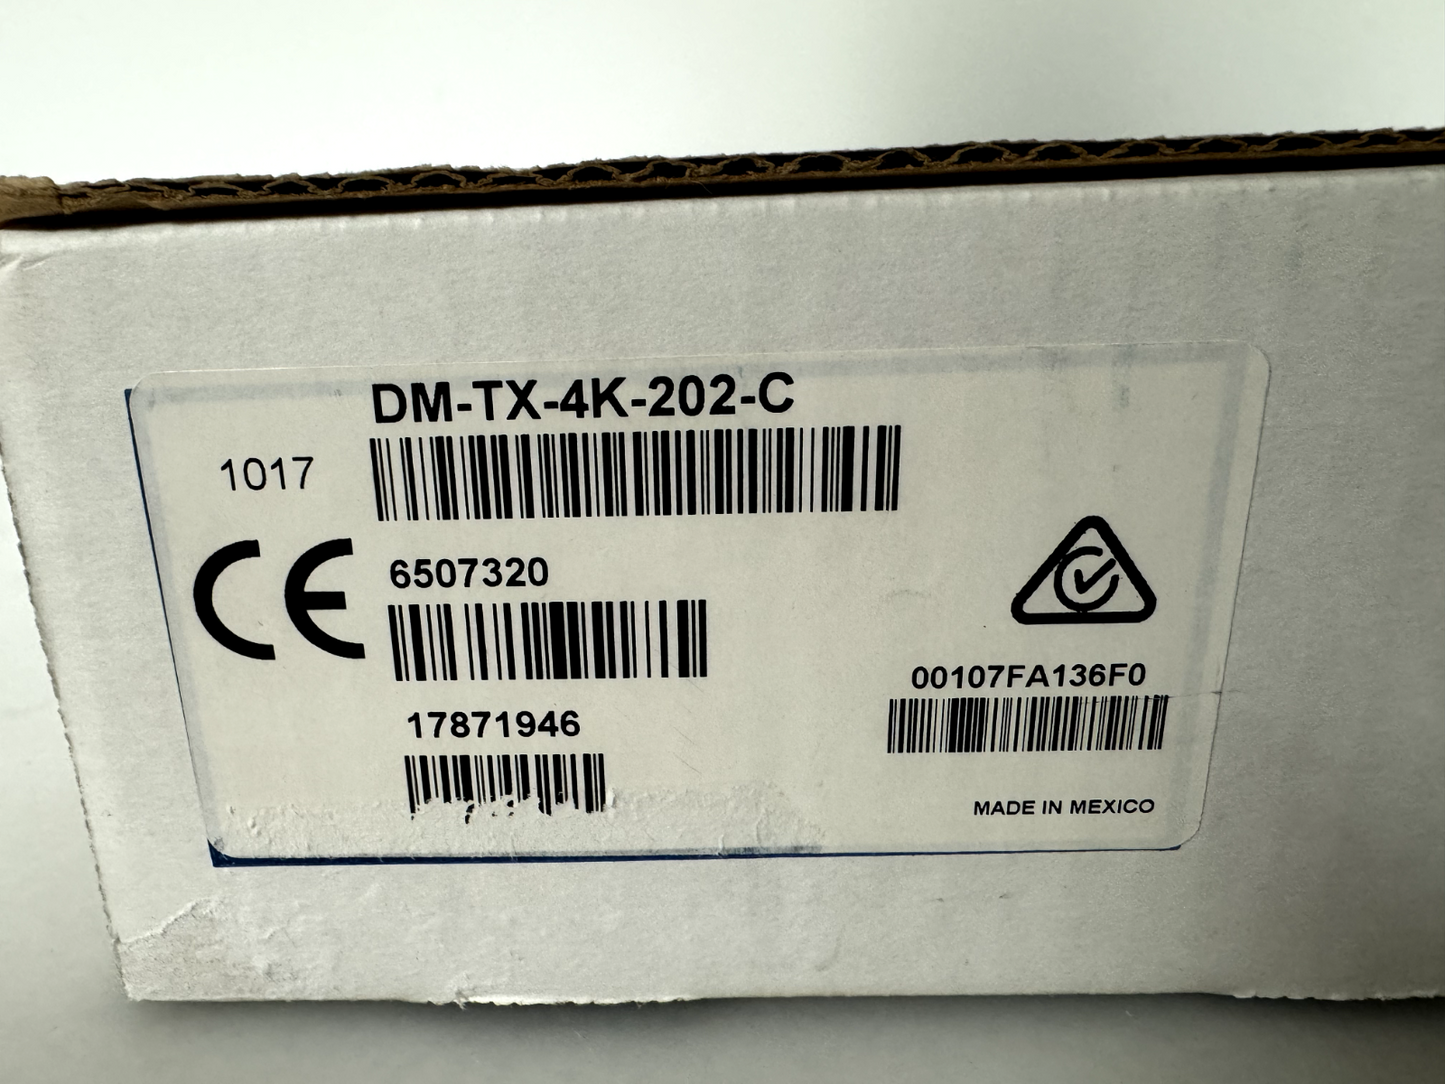 DM-TX-4K-202-C
1017
CE
6507320
17871946
00107FA136F0
MADE IN MEXICO